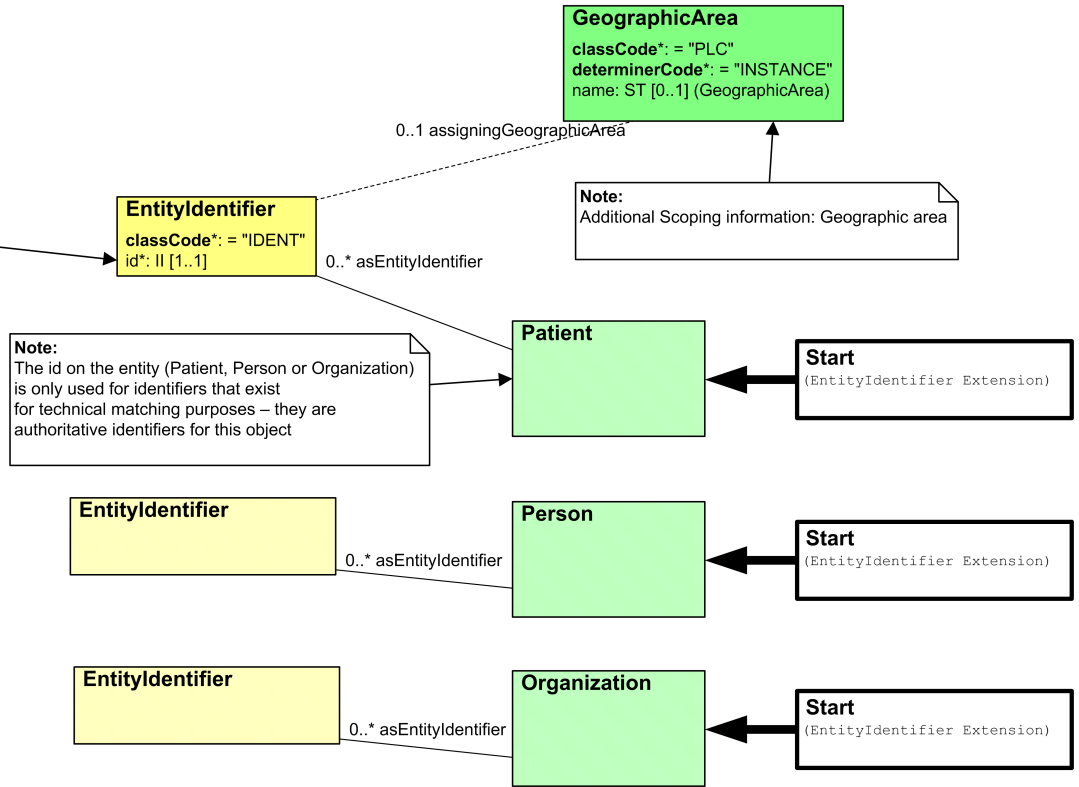 GeographicArea
classCode*: = "PLC"
determinerCode*: = "INSTANCE"
name: ST [0..1] (GeographicArea)
0..1 assigningGeographicArea
Note:
Additional Scoping information: Geographic area
EntityIdentifier
classCode*: = "IDENT"
id*: II [1..1]
0..* asEntityIdentifier
Note:
The id on the entity (Patient, Person or Organization)
is only used for identifiers that exist
for technical matching purposes – they are
authoritative identifiers for this object
Patient
Start
(EntityIdentifier Extension)
EntityIdentifier
0..* asEntityIdentifier
Person
Start
(EntityIdentifier Extension)
EntityIdentifier
0..* asEntityIdentifier
Organization
Start
(EntityIdentifier Extension)